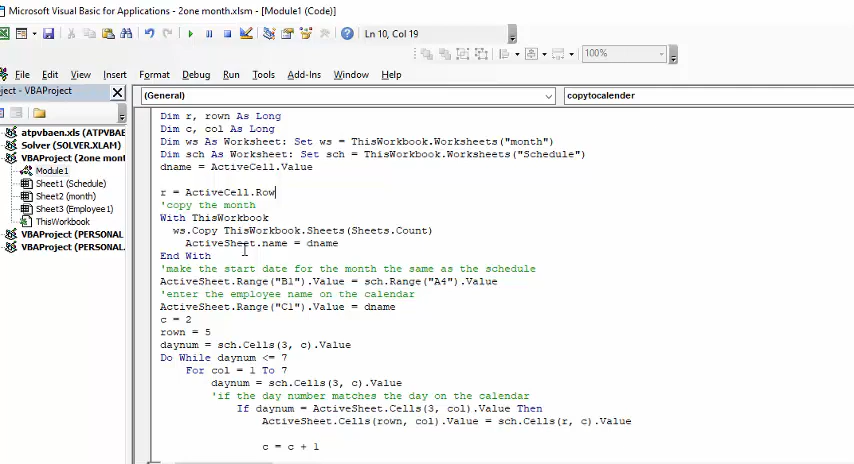 Microsoft Visual Basic for Applications - 2one month.xlsm - [Module1 (Code)]
Ln 10, Col 19
100%
File Edit View Insert Format Debug Run Tools Add-Ins Window Help
ject - VBAProject
(General)
copytocalender
atpvbaen.xls (ATPVBAE
Solver (SOLVER.XLAM)
VBAProject (2one mont
Module1
Sheet1 (Schedule)
Sheet2 (month)
Sheet3 (Employee1)
ThisWorkbook
VBAProject (PERSONAL
VBAProject (PERSONAL.
Dim r, rown As Long
Dim c, col As Long
Dim ws As Worksheet: Set ws = ThisWorkbook.Worksheets("month")
Dim sch As Worksheet: Set sch = ThisWorkbook.Worksheets("Schedule")
dname = ActiveCell.Value
r = ActiveCell.Row
'copy the month
With ThisWorkbook
ws.Copy ThisWorkbook.Sheets(Sheets.Count)
ActiveSheet.name = dname
End With
'make the start date for the month the same as the schedule
ActiveSheet.Range("B1").Value = sch.Range("A4").Value
'enter the employee name on the calendar
ActiveSheet.Range("C1").Value = dname
c = 2
rown = 5
daynum = sch.Cells(3, c).Value
Do While daynum <= 7
For col = 1 To 7
daynum = sch.Cells(3, c).Value
'if the day number matches the day on the calendar
If daynum = ActiveSheet.Cells(3, col).Value Then
ActiveSheet.Cells(rown, col).Value = sch.Cells(r, c).Value
c = c + 1